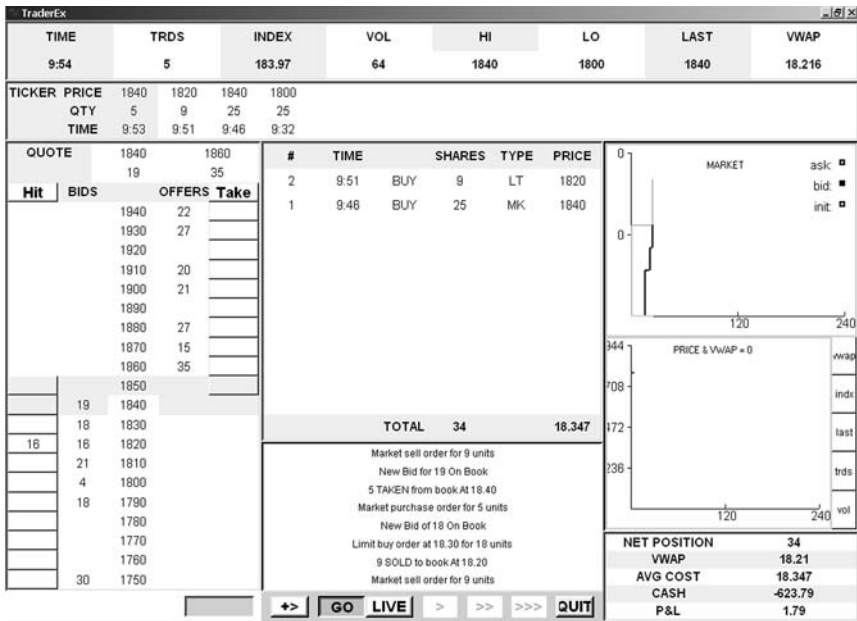 TraderEx
TIME TRDS INDEX VOL HI LO LAST VWAP
9:54 5 183.97 64 1840 1800 1840 18.216
TICKER PRICE 1840 1820 1840 1800
QTY 5 9 25 25
TIME 9:53 9:51 9:46 9:32
QUOTE 1840 1860
19 35
Hit BIDS OFFERS Take
1940 22
1930 27
1920
1910 20
1900 21
1890
1880 27
1870 15
1860 35
1850
19 1840
18 1830
16 16 1820
21 1810
4 1800
18 1790
1780
1770
1760
30 1750
# TIME SHARES TYPE PRICE
2 9:51 BUY 9 LT 1820
1 9:46 BUY 25 MK 1840
TOTAL 34 18.347
Market sell order for 9 units
New Bid for 19 On Book
5 TAKEN from book At 18.40
Market purchase order for 5 units
New Bid of 18 On Book
Limit buy order at 18.30 for 18 units
9 SOLD to book At 18.20
Market sell order for 9 units
+> GO LIVE > >> >>> QUIT
0 MARKET ask:
bid:
init:
0
120 240
944 PRICE & VWAP = 0 vwap
708 indx
472 last
236 trds
120 240 vol
NET POSITION 34
VWAP 18.21
AVG COST 18.347
CASH -623.79
P&L 1.79